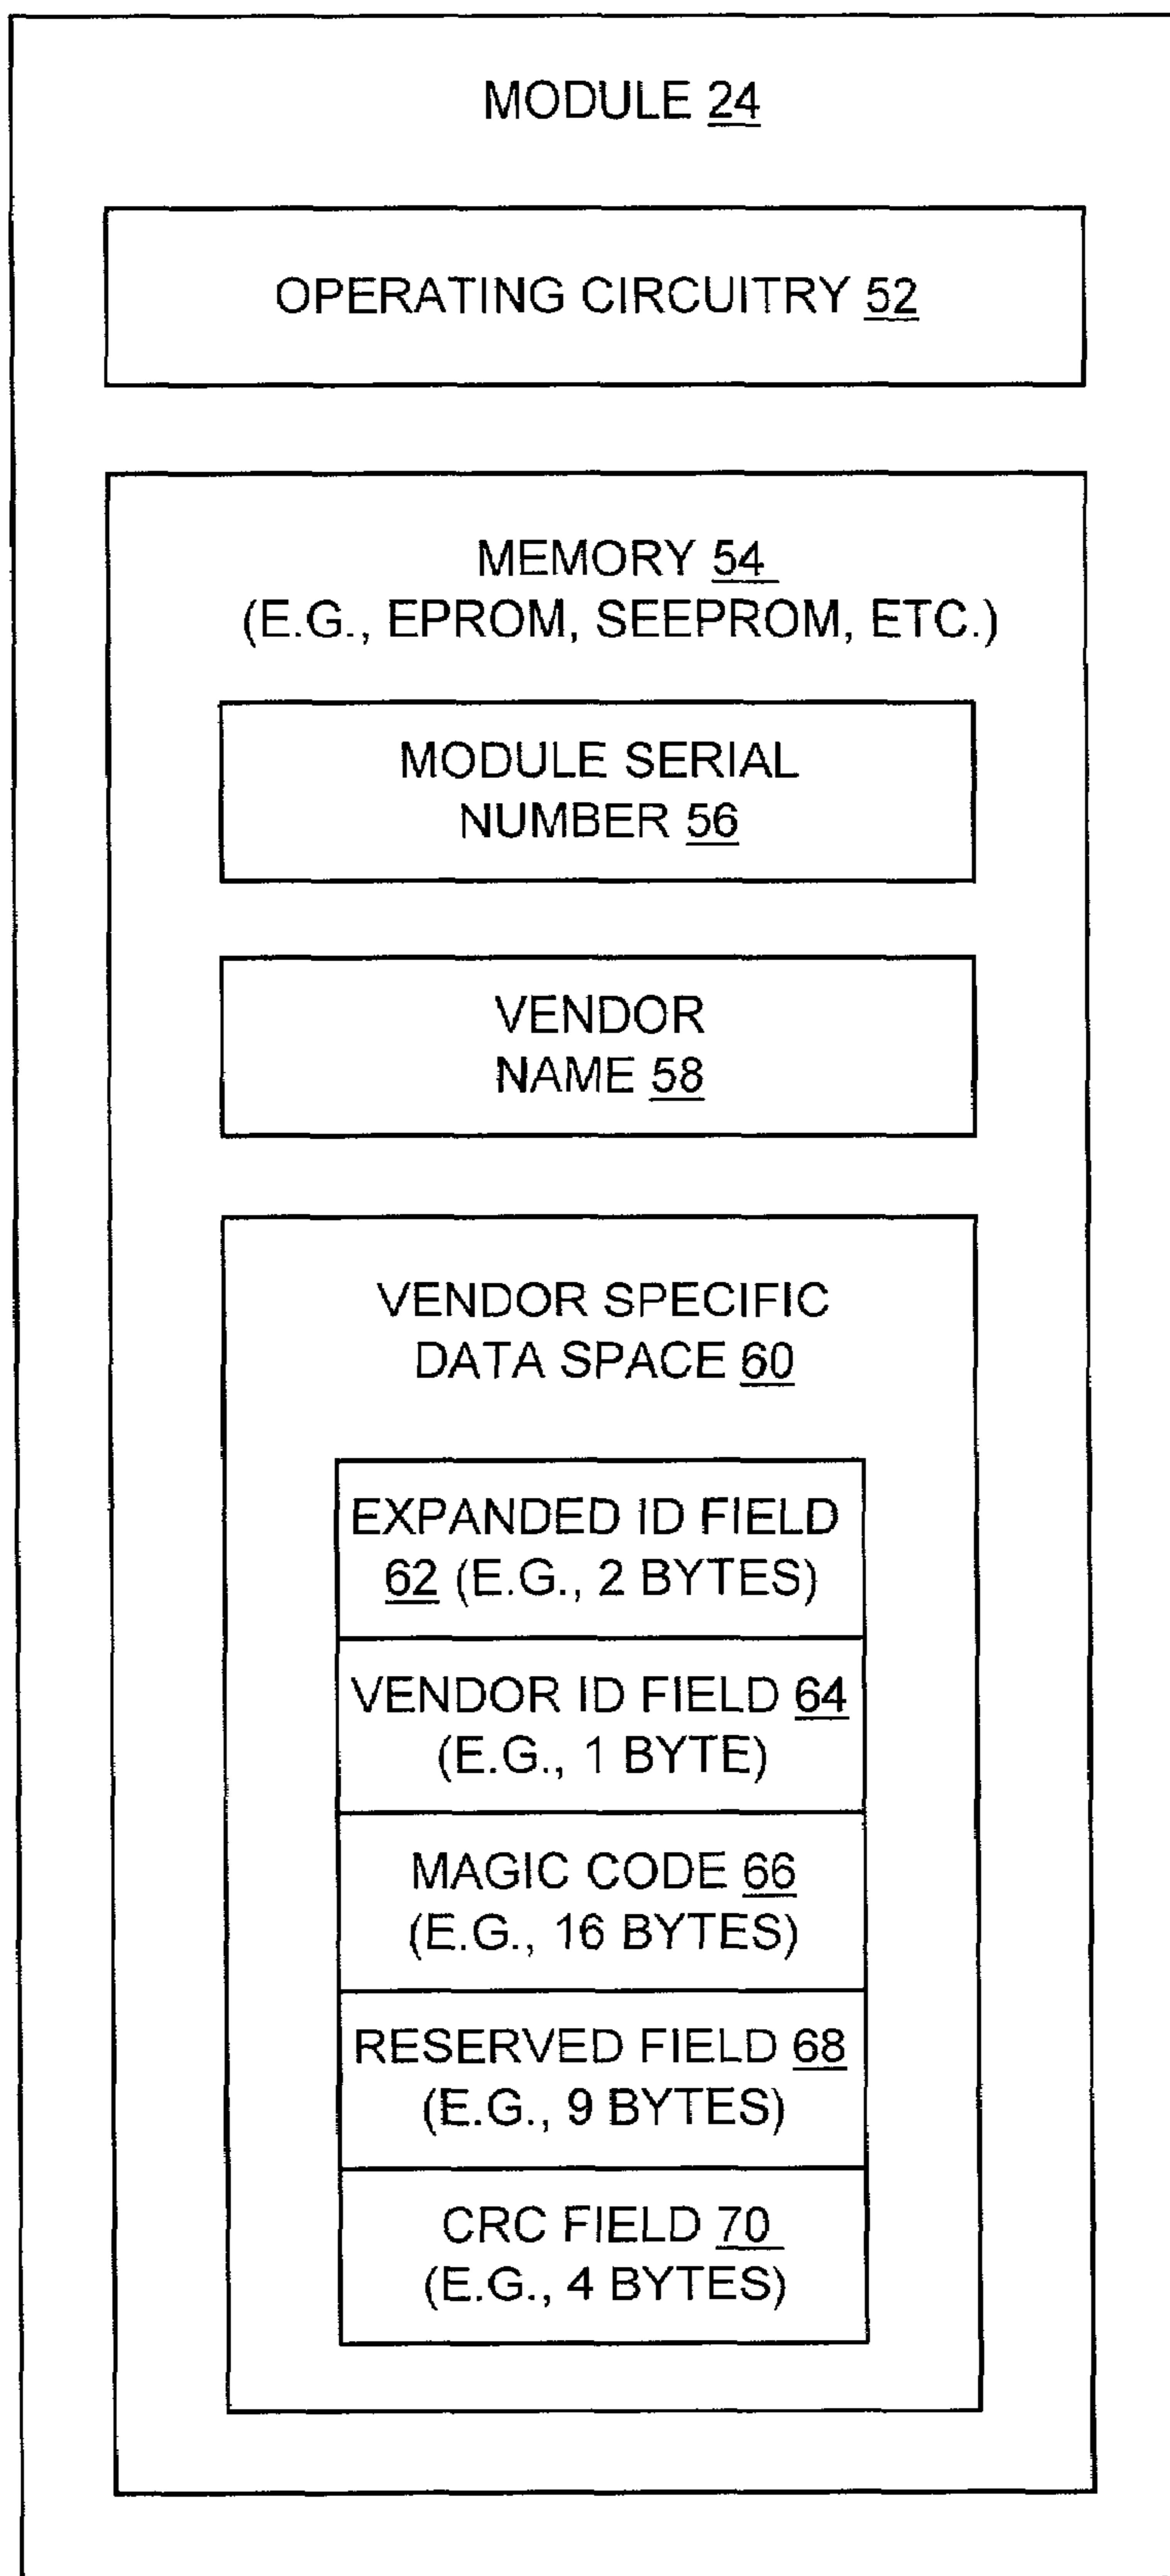 MODULE 24
OPERATING CIRCUITRY 52
MEMORY 54
(E.G., EPROM, SEEPROM, ETC.)
MODULE SERIAL
NUMBER 56
VENDOR
NAME 58
VENDOR SPECIFIC
DATA SPACE 60
EXPANDED ID FIELD
62 (E.G., 2 BYTES)
VENDOR ID FIELD 64
(E.G., 1 BYTE)
MAGIC CODE 66
(E.G., 16 BYTES)
RESERVED FIELD 68
(E.G., 9 BYTES)
CRC FIELD 70
(E.G., 4 BYTES)